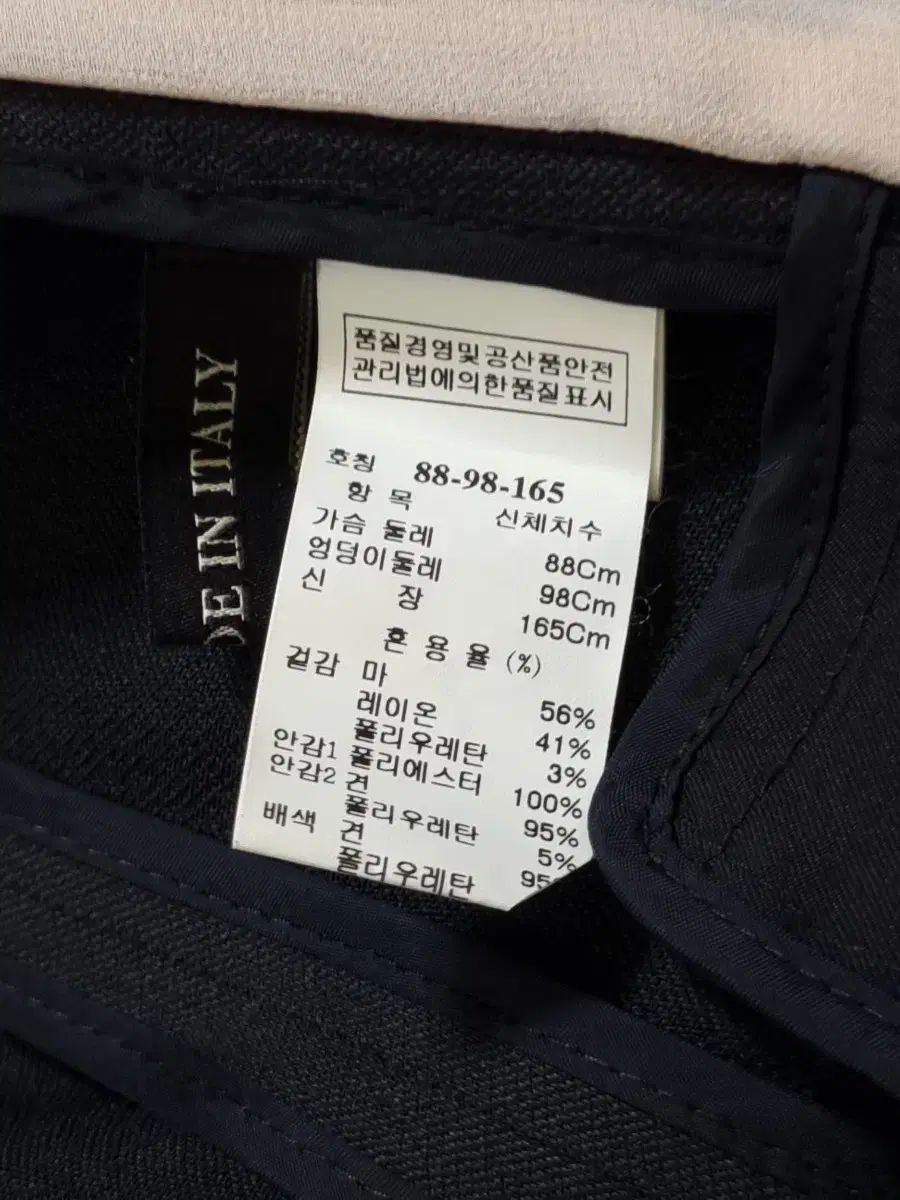 DE IN ITALY
품질경영및공산품안전
관리법에의한품질표시
호칭 88-98-165
항 목 신체치수
가슴 둘레 88Cm
엉덩이둘레 98Cm
신 장 165Cm
혼 용 율 (%)
겉감 마 56%
레이온 41%
폴리우레탄 3%
안감1 폴리에스터 100%
안감2 견 95%
폴리우레탄 5%
배색 견 95
폴리우레탄